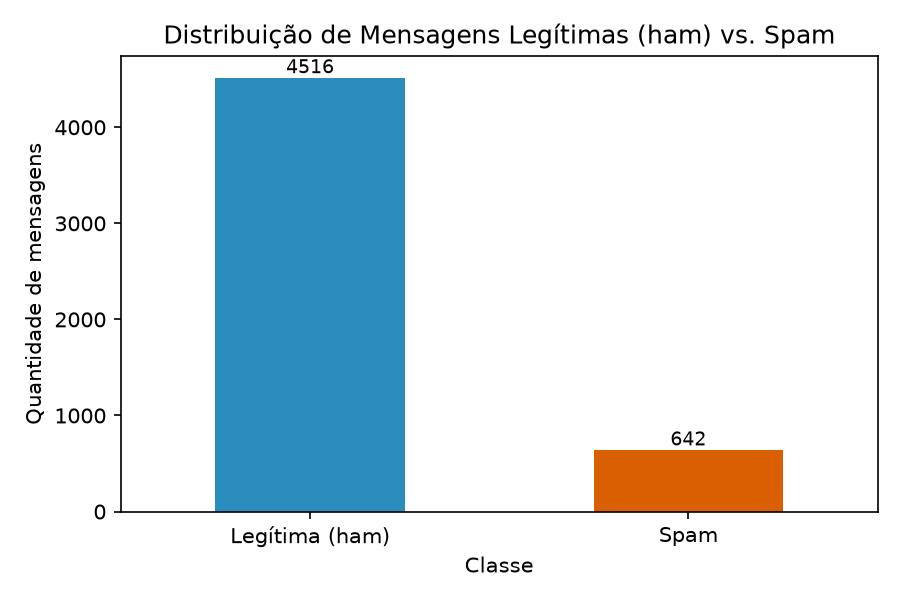 Distribuição de Mensagens Legítimas (ham) vs. Spam
Quantidade de mensagens
4000
3000
2000
1000
0
4516
642
Legítima (ham)
Spam
Classe